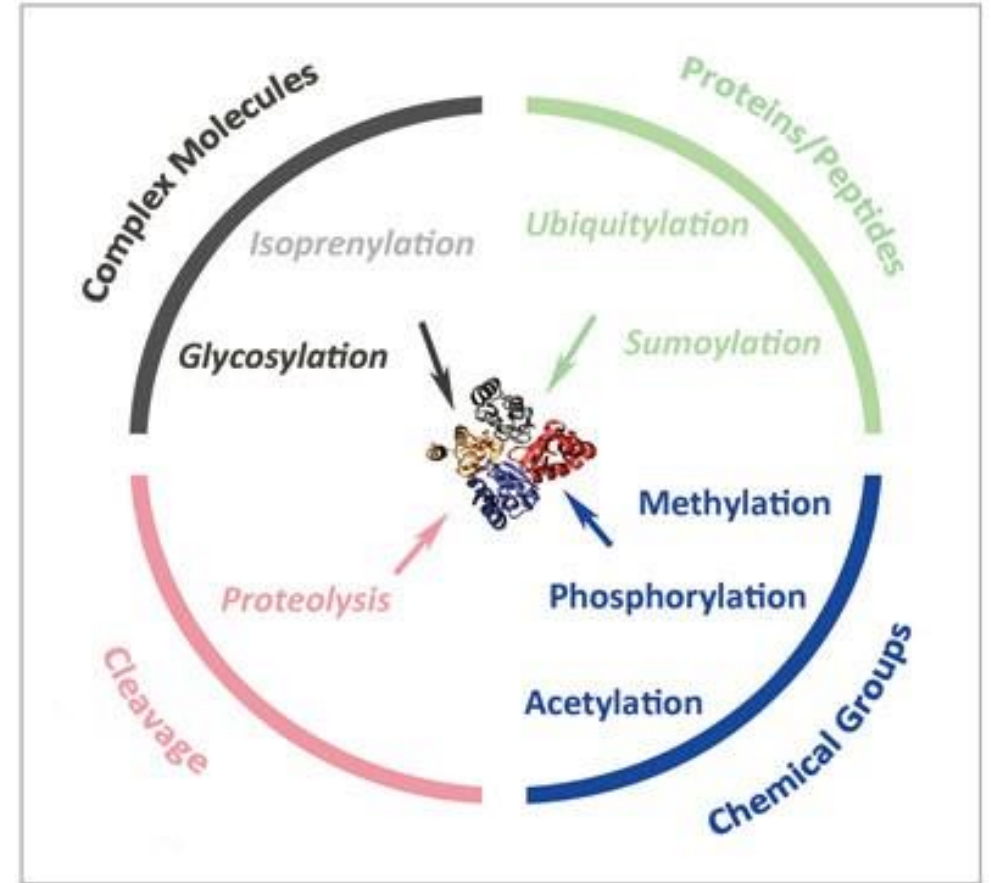 Complex Molecules
Proteins/Peptides
Isoprenylation
Ubiquitylation
Glycosylation
Sumoylation
Methylation
Proteolysis
Phosphorylation
Acetylation
Cleavage
Chemical Groups